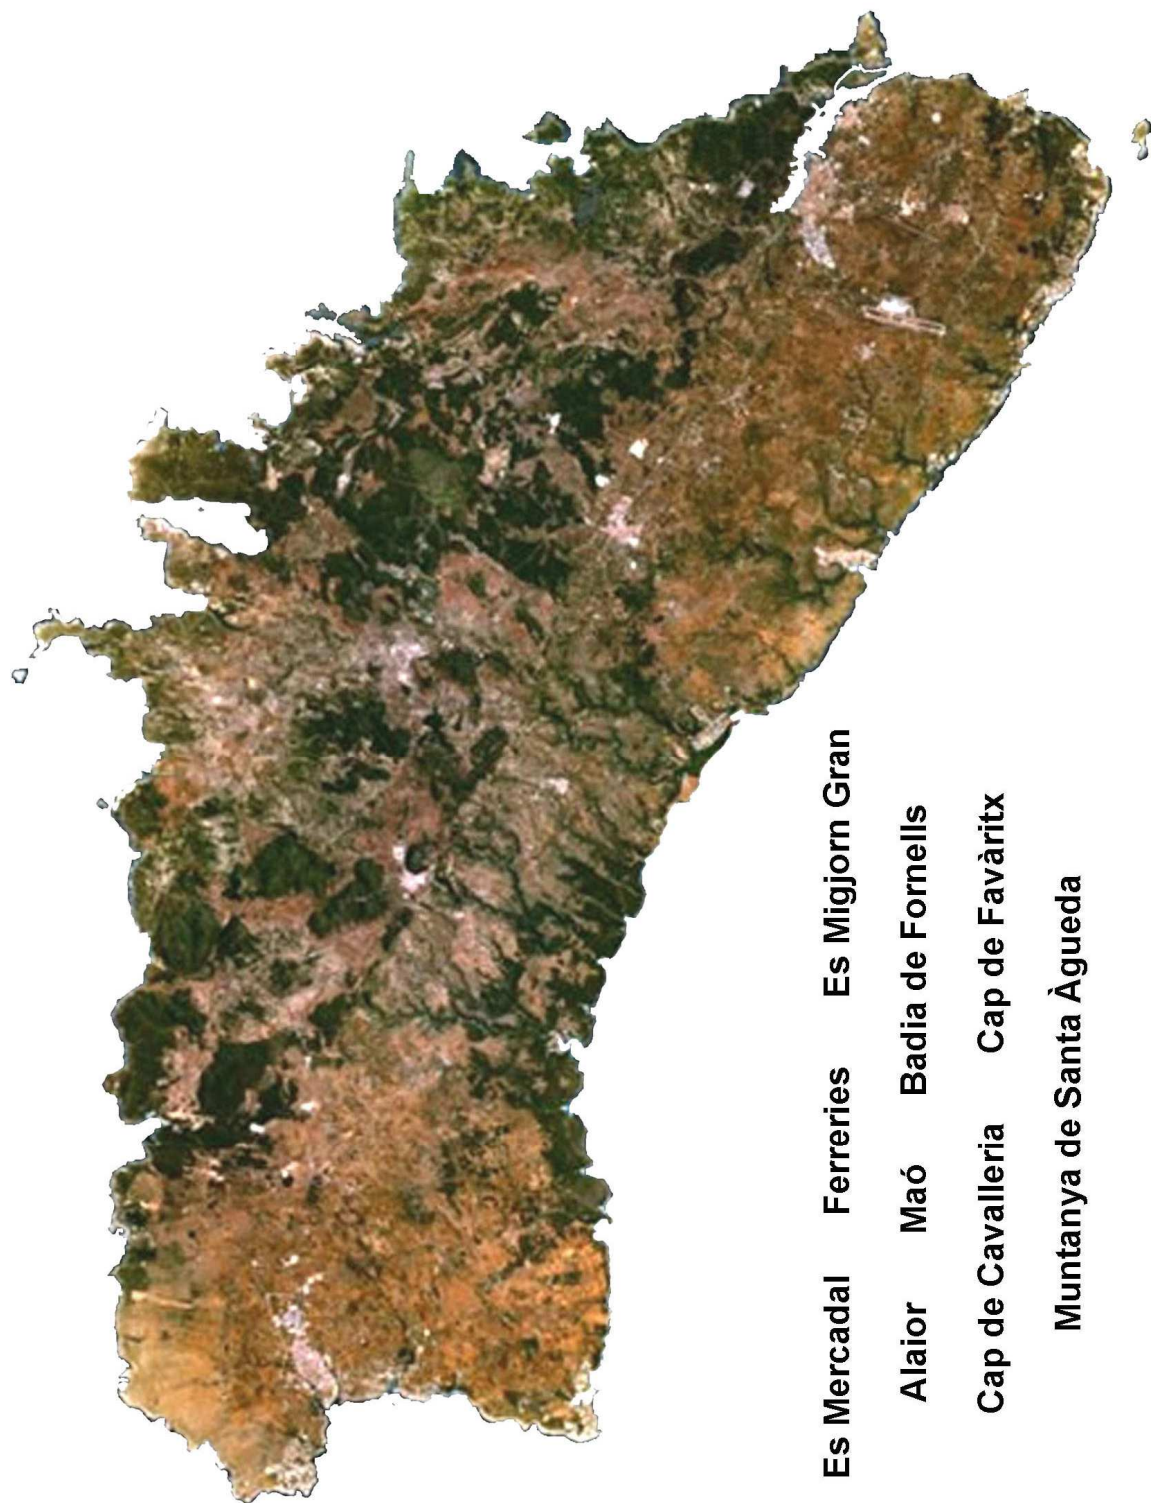 Es Mercadal Ferreries Es Migjorn Gran
Alaior Maó Badia de Fornells
Cap de Cavalleria Cap de Favàritx
Muntanya de Santa Àgueda